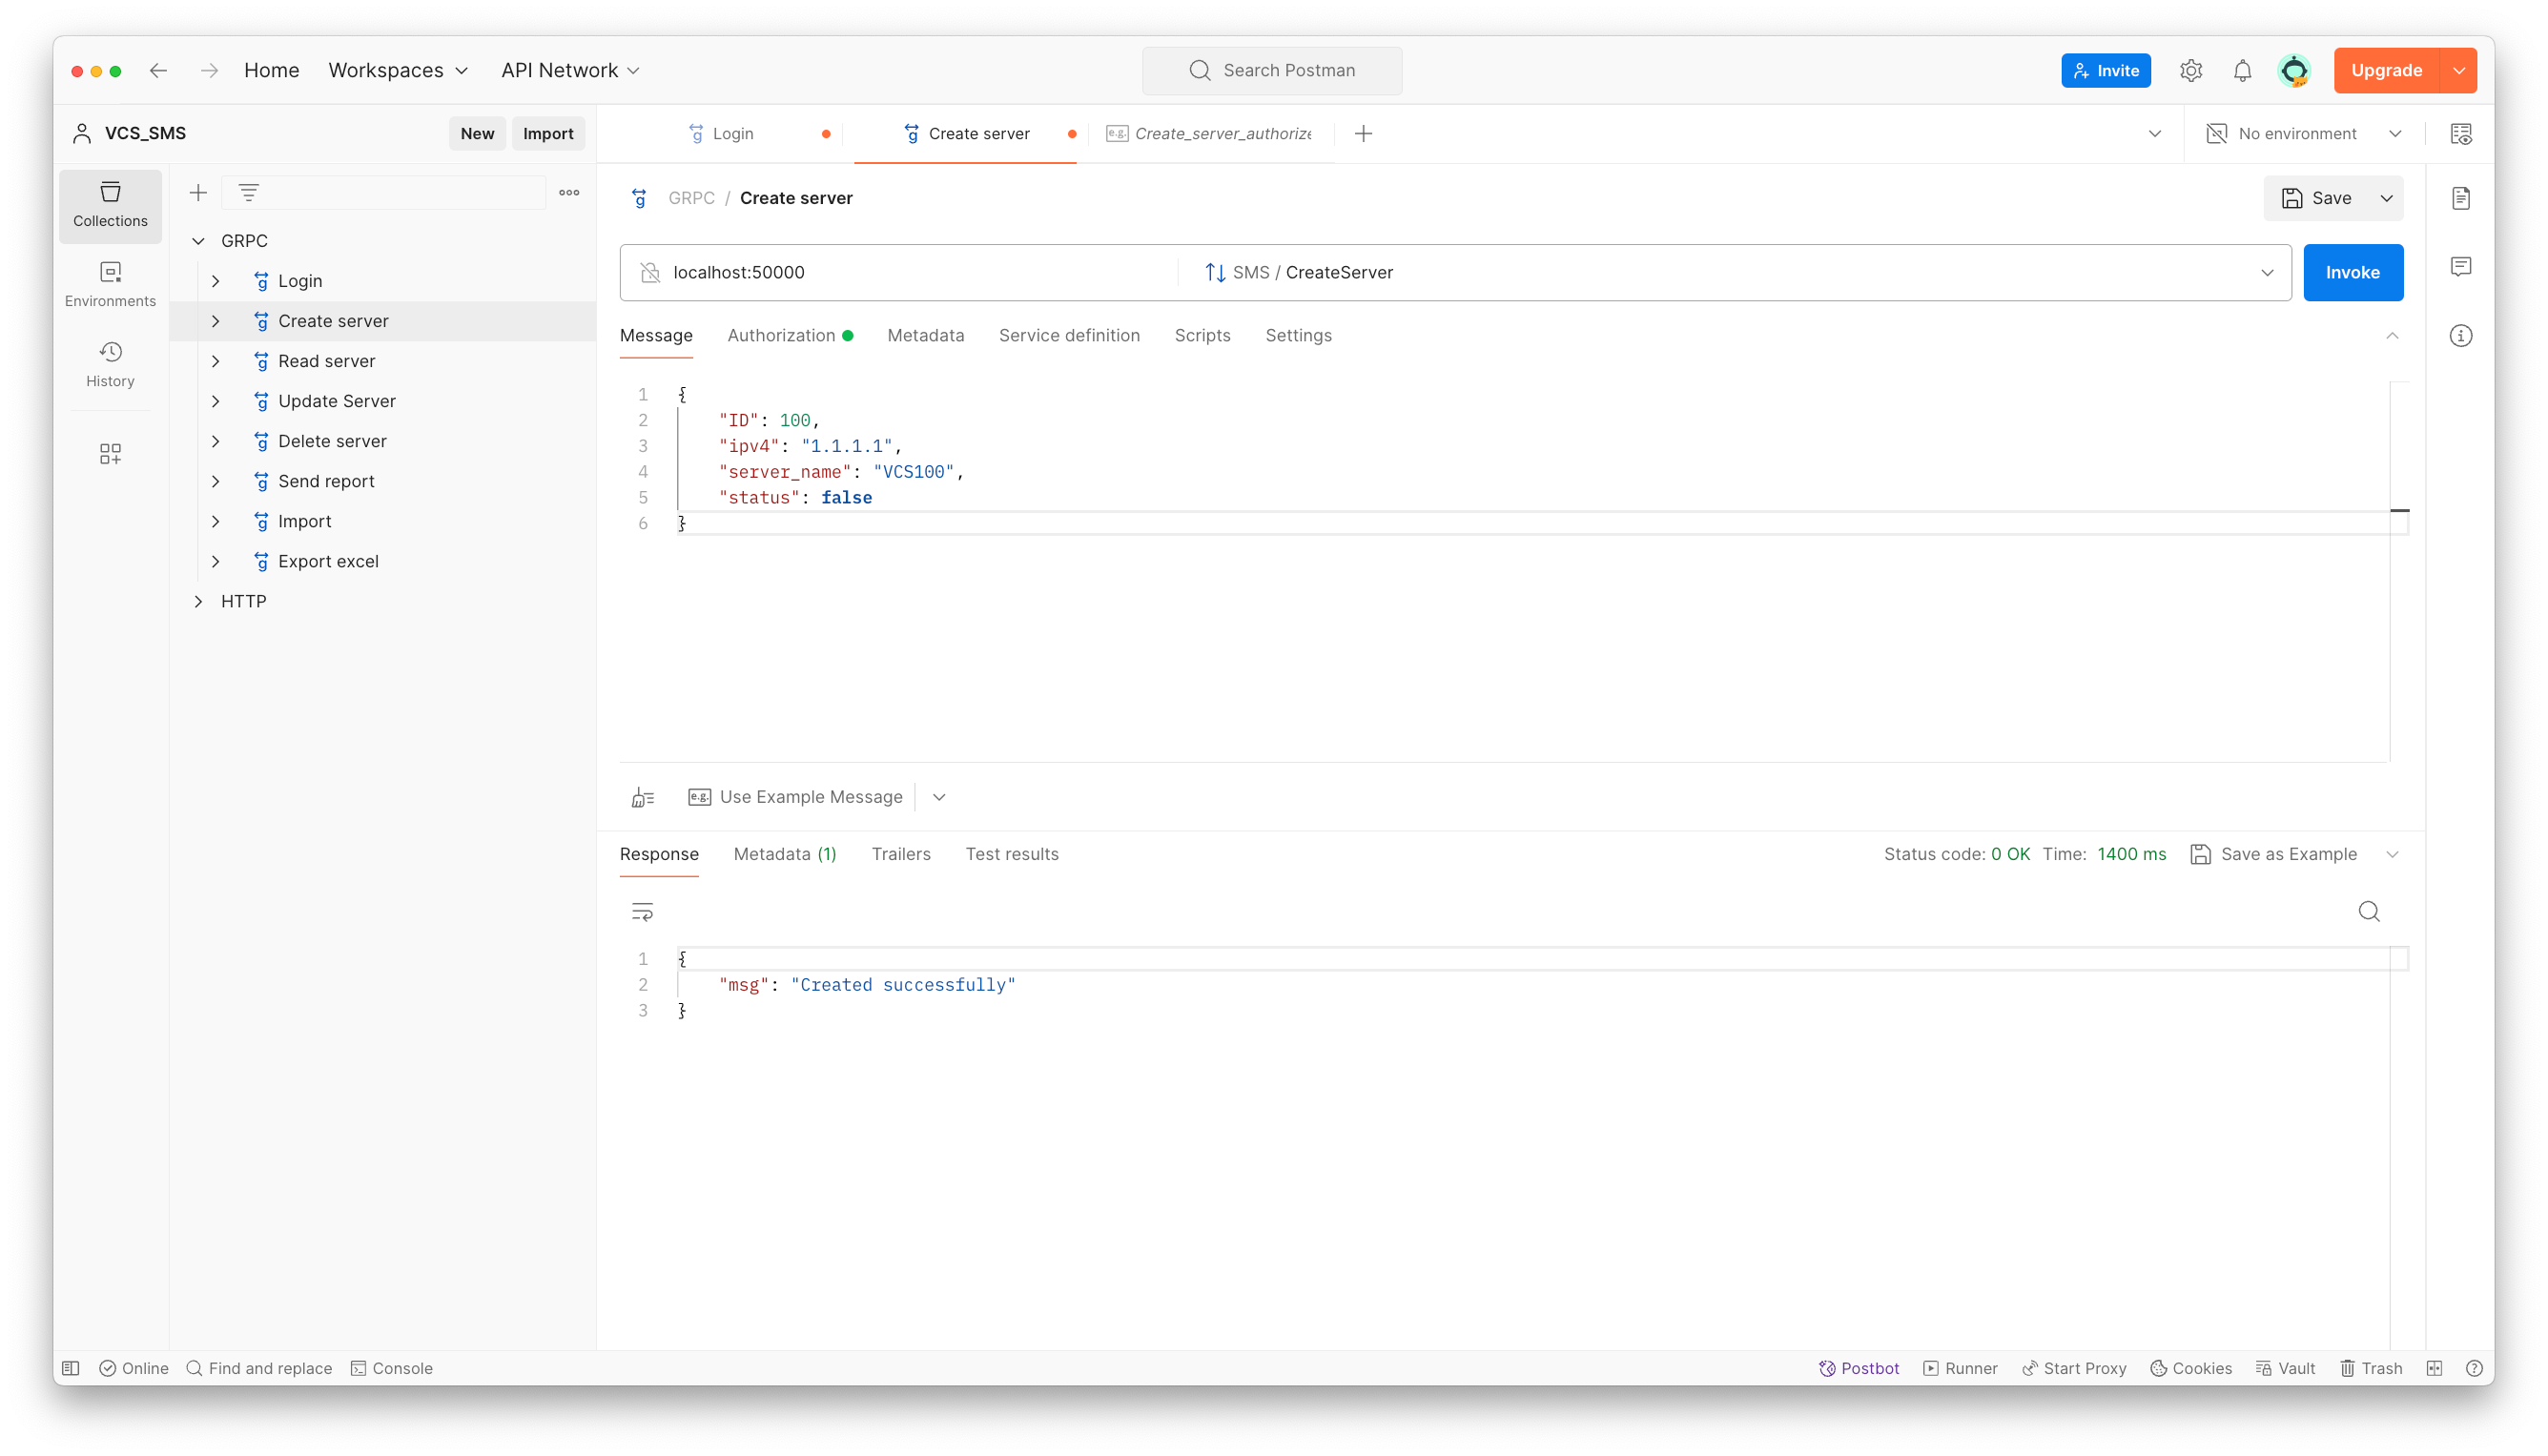 Home Workspaces API Network Search Postman Invite Upgrade
VCS_SMS New Import Login Create server e.g. Create_server_authorize No environment
Collections
Environments
History
GRPC
Login
Create server
Read server
Update Server
Delete server
Send report
Import
Export excel
HTTP
GRPC / Create server Save
localhost:50000 SMS / CreateServer Invoke
Message Authorization Metadata Service definition Scripts Settings
1 {
2 "ID": 100,
3 "ipv4": "1.1.1.1",
4 "server_name": "VCS100",
5 "status": false
6 }
e.g. Use Example Message
Response Metadata (1) Trailers Test results Status code: 0 OK Time: 1400 ms Save as Example
1 {
2 "msg": "Created successfully"
3 }
Online Find and replace Console Postbot Runner Start Proxy Cookies Vault Trash